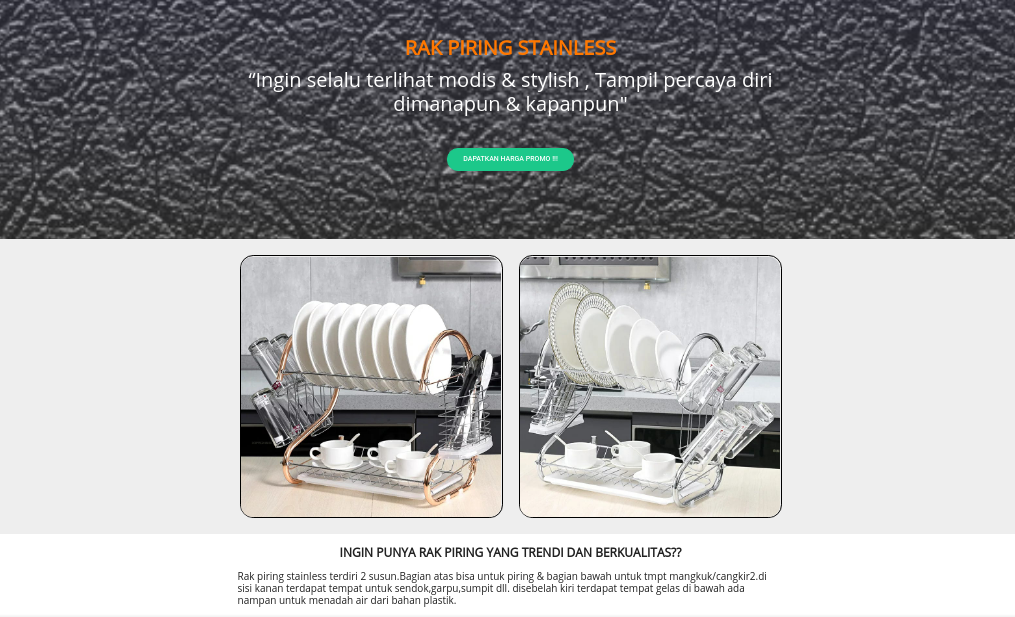 RAK PIRING STAINLESS
“Ingin selalu terlihat modis & stylish , Tampil percaya diri
dimanapun & kapanpun"
DAPATKAN HARGA PROMO !!!
INGIN PUNYA RAK PIRING YANG TRENDI DAN BERKUALITAS??
Rak piring stainless terdiri 2 susun.Bagian atas bisa untuk piring & bagian bawah untuk tmpt mangkuk/cangkir2.di
sisi kanan terdapat tempat untuk sendok,garpu,sumpit dll. disebelah kiri terdapat tempat gelas di bawah ada
nampan untuk menadah air dari bahan plastik.